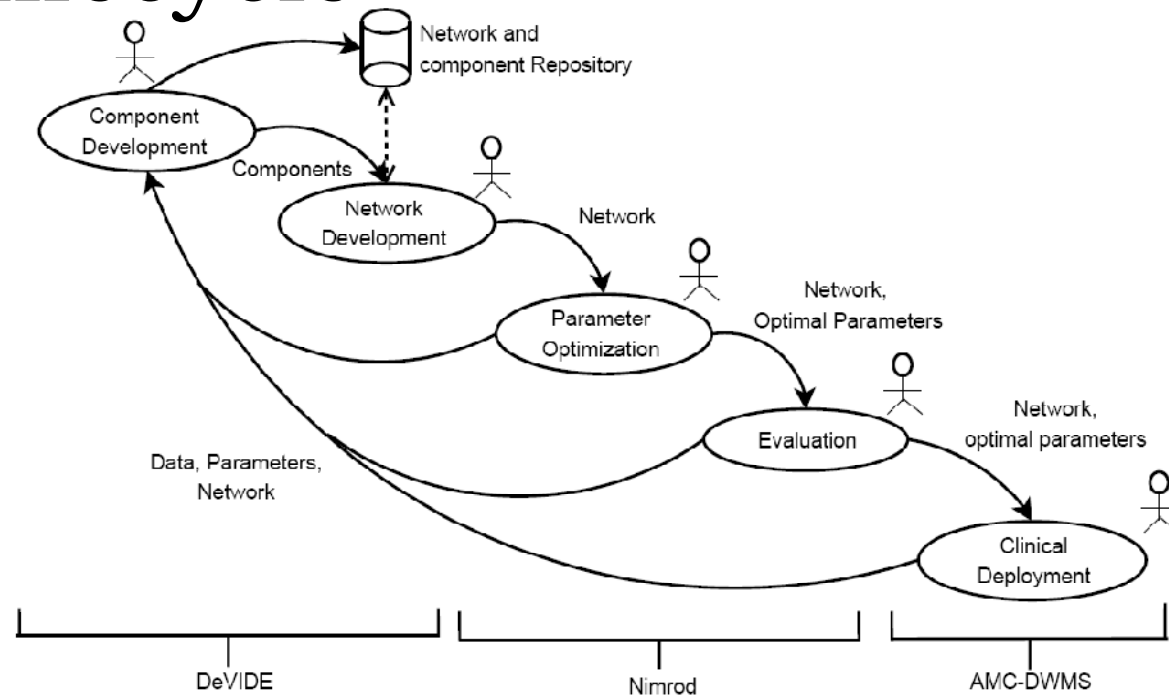 Network and
component Repository
Component
Development
Components
Network
Development
Network
Parameter
Optimization
Network,
Optimal Parameters
Evaluation
Network,
optimal parameters
Data, Parameters,
Network
Clinical
Deployment
DeVIDE
Nimrod
AMC-DWMS